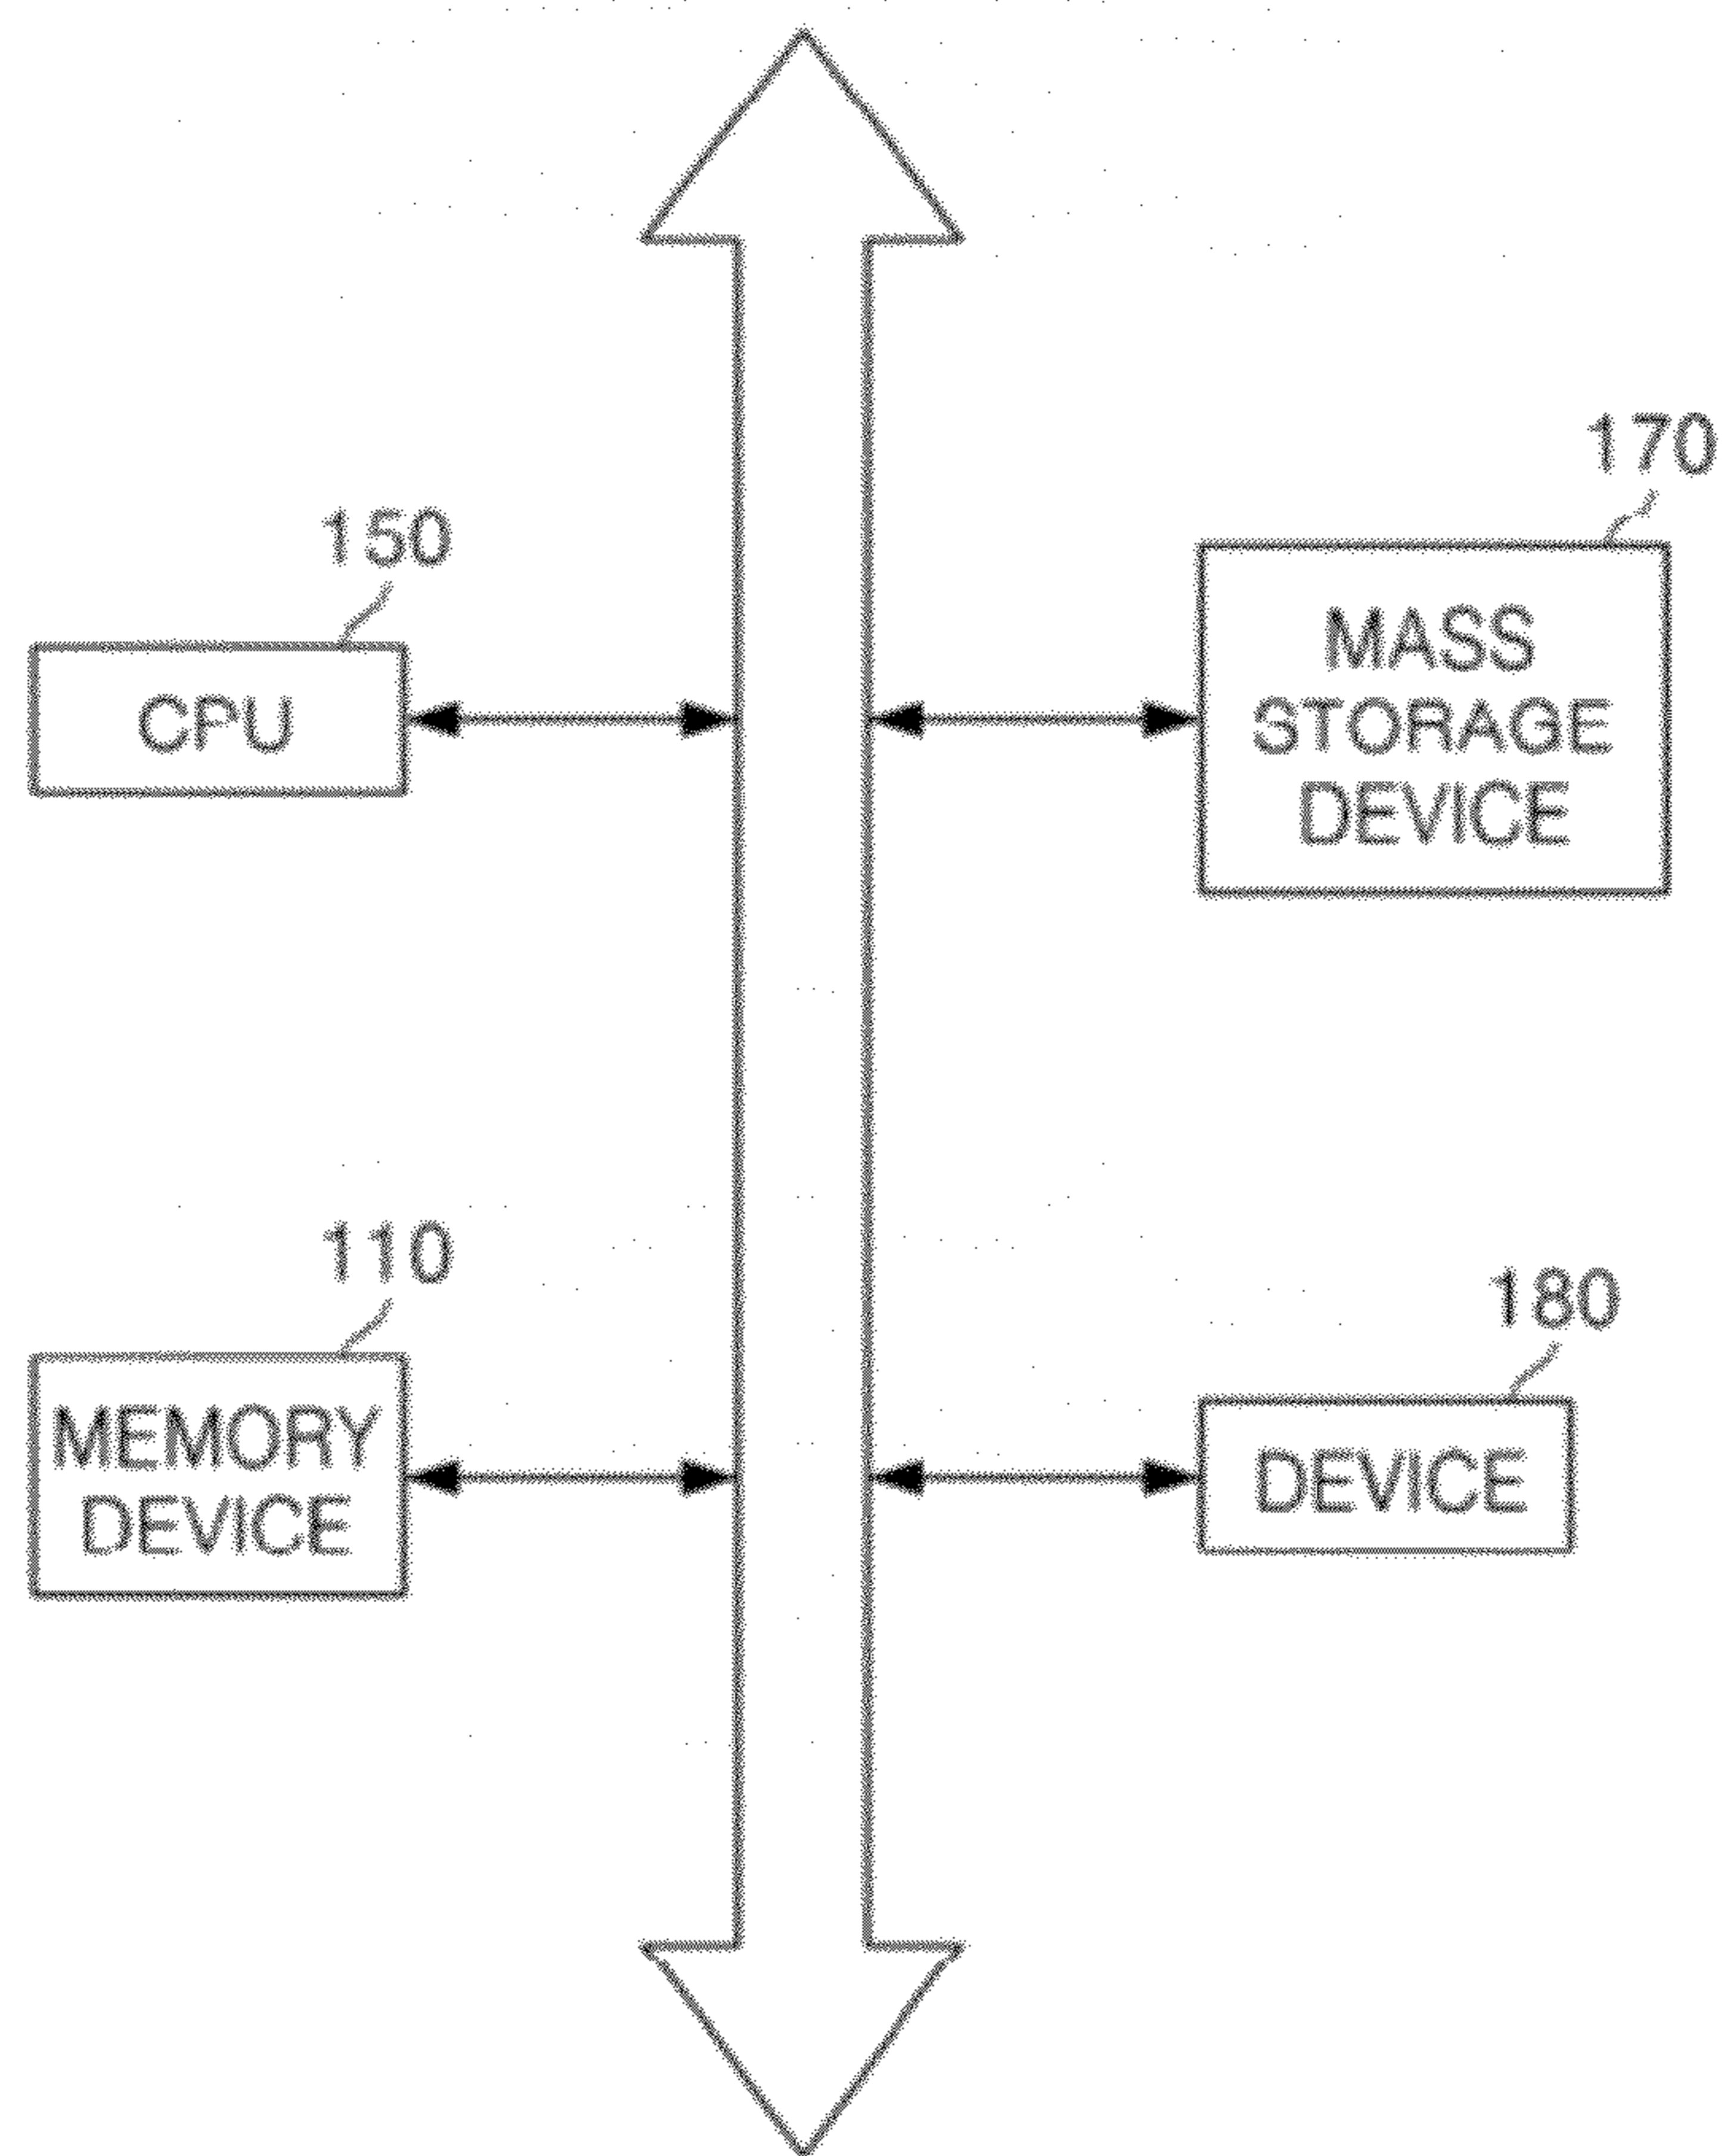 170
150
MASS
STORAGE
DEVICE
CPU
110
180
MEMORY
DEVICE
DEVICE